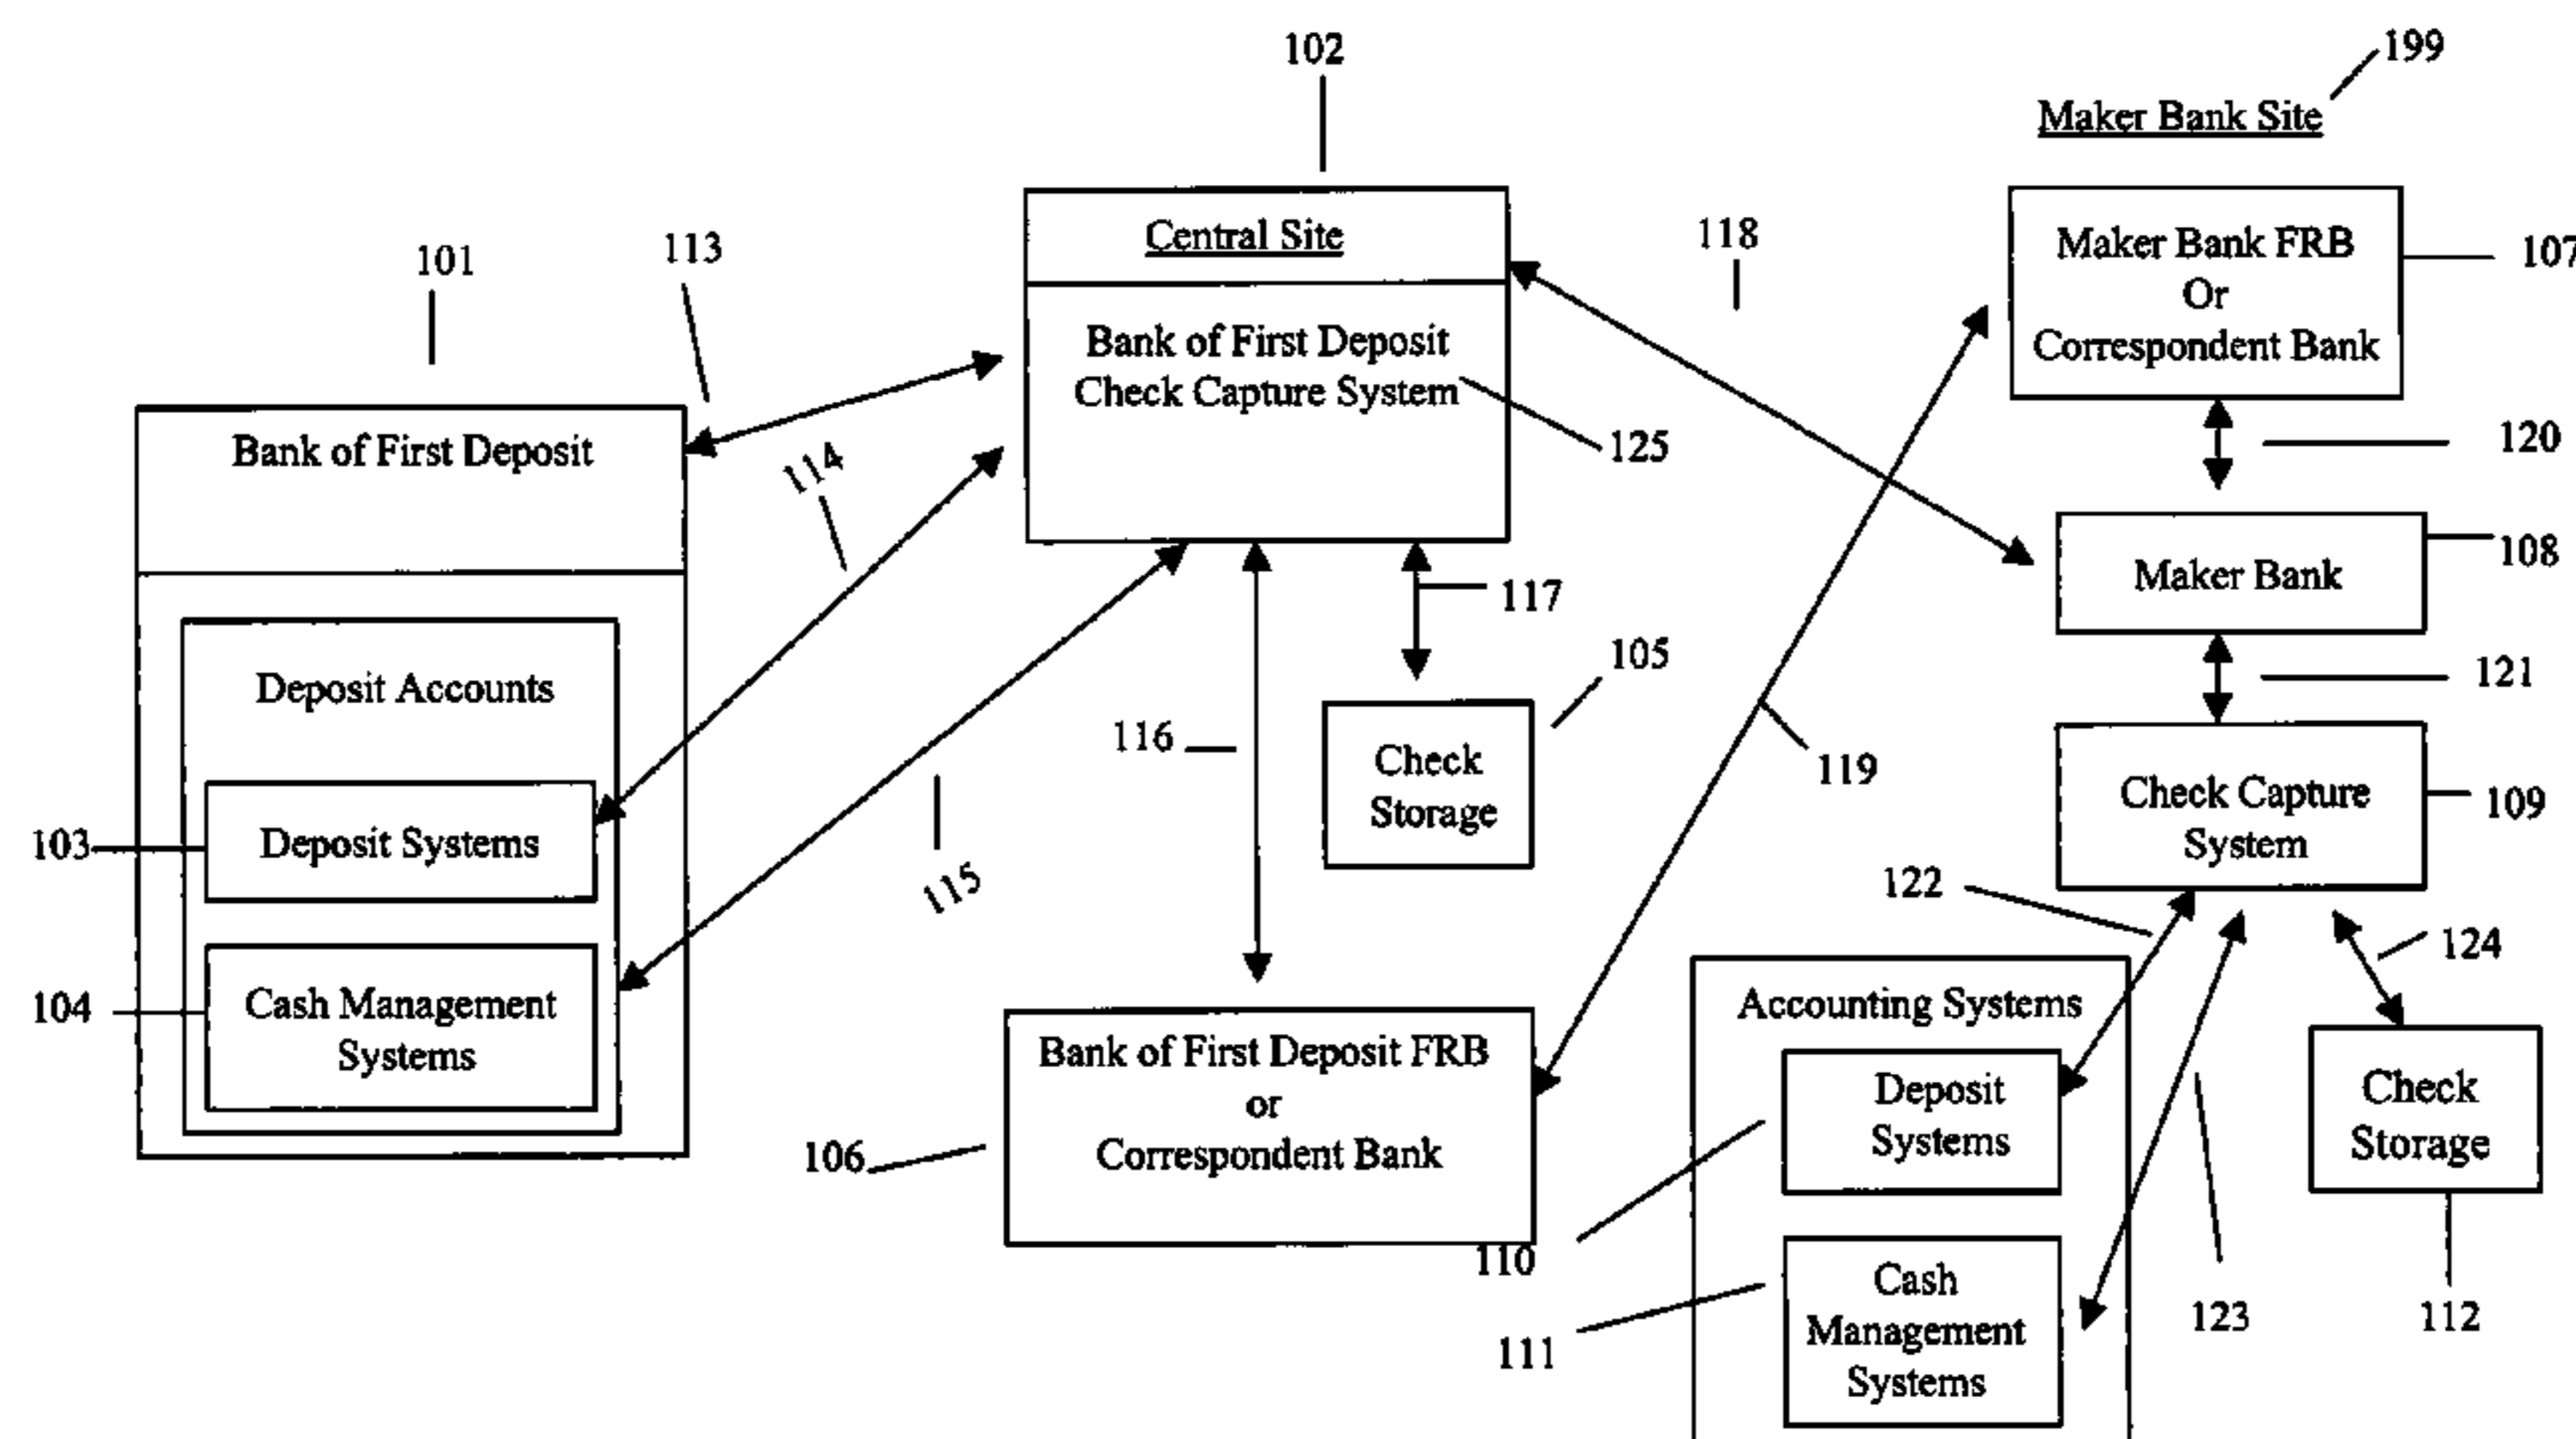 102
199
Maker Bank Site
Central Site
118
Maker Bank FRB
Or
Correspondent Bank
107
101
113
Bank of First Deposit
Check Capture System
125
120
Bank of First Deposit
114
Maker Bank
108
117
105
121
Deposit Accounts
116
Check
Storage
119
Check Capture
System
109
103
Deposit Systems
115
122
124
104
Cash Management
Systems
Bank of First Deposit FRB
or
Correspondent Bank
106
Accounting Systems
Deposit
Systems
Check
Storage
110
Cash
Management
Systems
111
123
112